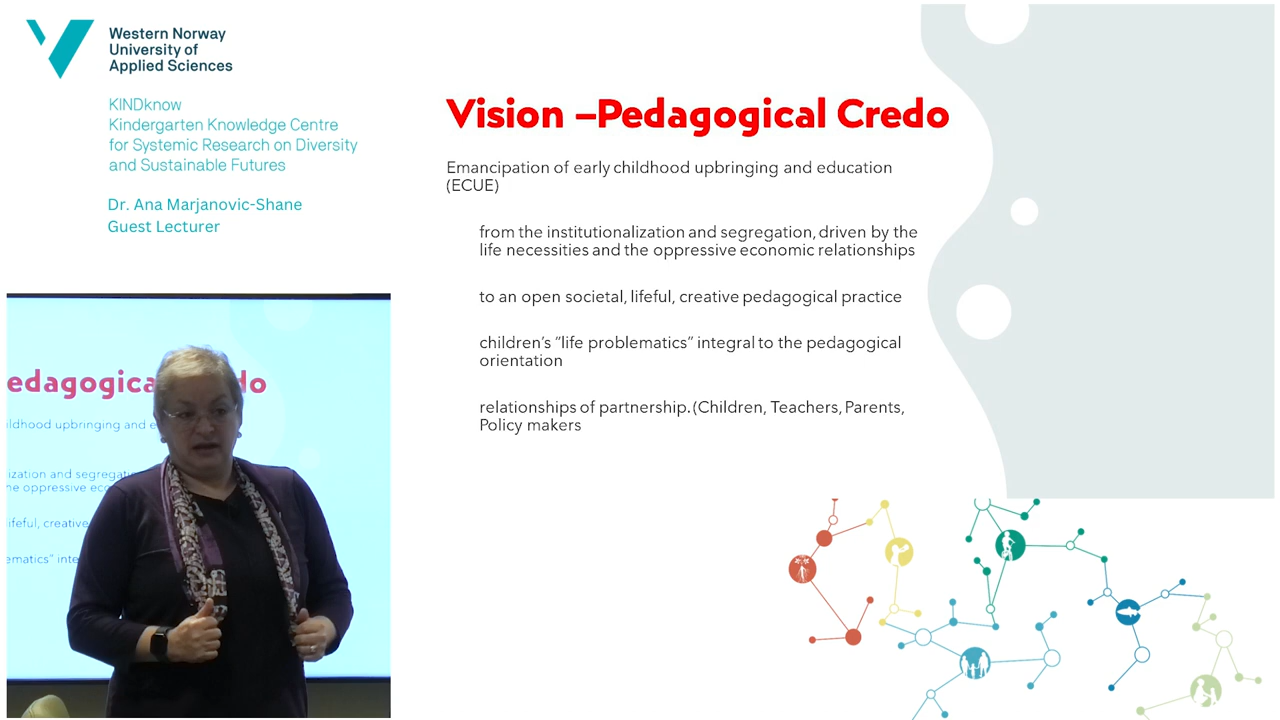 Western Norway
University of
Applied Sciences
KINDknow
Kindergarten Knowledge Centre
for Systemic Research on Diversity
and Sustainable Futures
Dr. Ana Marjanovic-Shane
Guest Lecturer
Vision –Pedagogical Credo
Emancipation of early childhood upbringing and education
(ECUE)
from the institutionalization and segregation, driven by the
life necessities and the oppressive economic relationships
to an open societal, lifeful, creative pedagogical practice
children's “life problematics” integral to the pedagogical
orientation
relationships of partnership. (Children, Teachers, Parents,
Policy makers
edagogica do
ildhood upbringing and e
ization and segregatio
he oppressive eco
lifeful, creative
ematics” inte